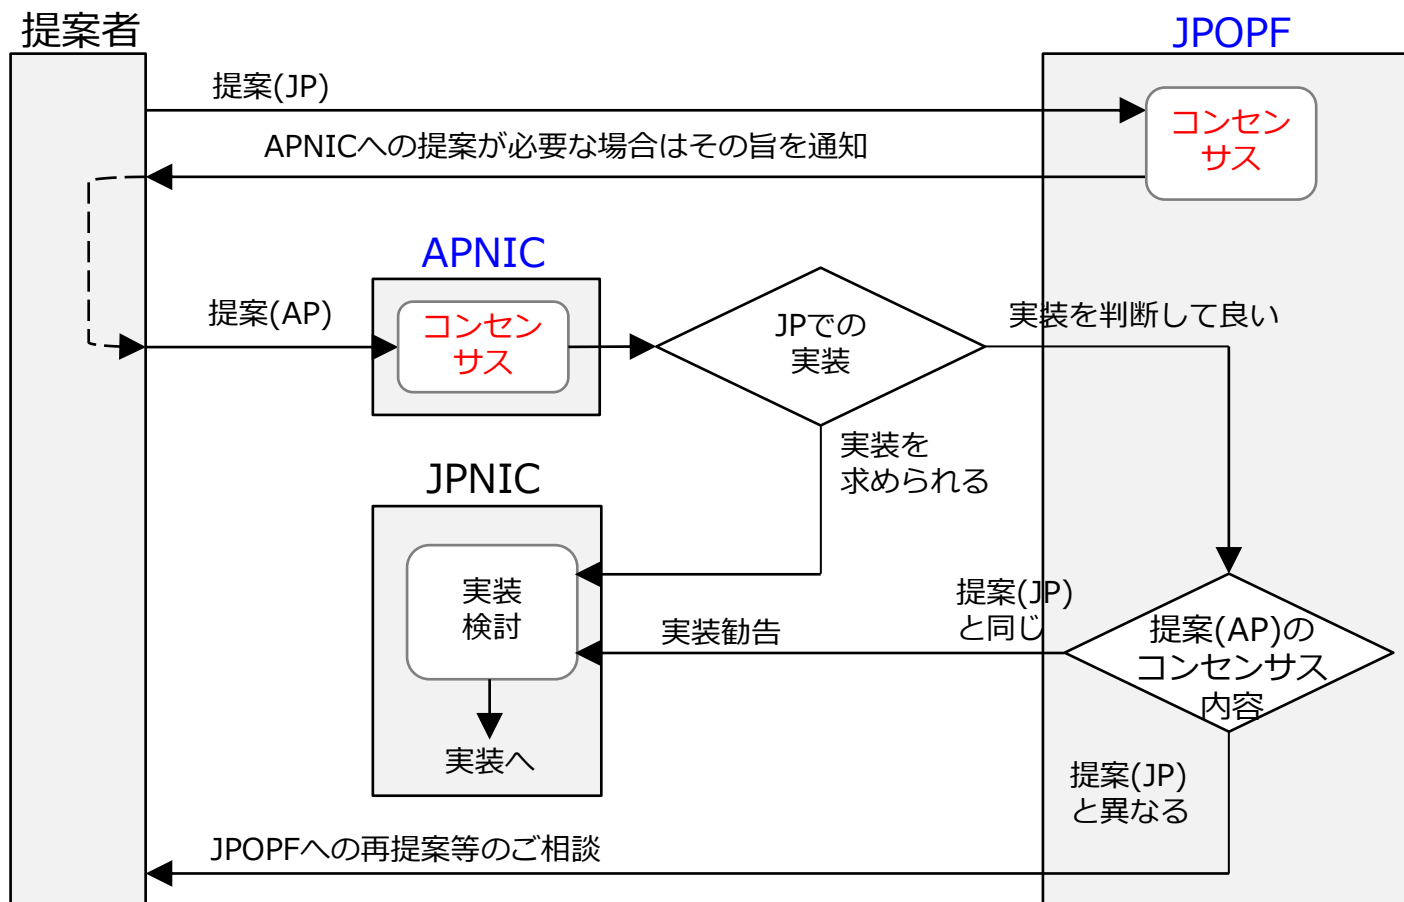 提案者
JPOPF
提案(JP)
コンセン
サス
APNICへの提案が必要な場合はその旨を通知
APNIC
提案(AP)
コンセン
サス
JPでの
実装
実装を判断して良い
実装を
求められる
JPNIC
実装
検討
実装勧告
提案(JP)
と同じ
提案(AP)の
コンセンサス
内容
実装へ
提案(JP)
と異なる
JPOPFへの再提案等のご相談